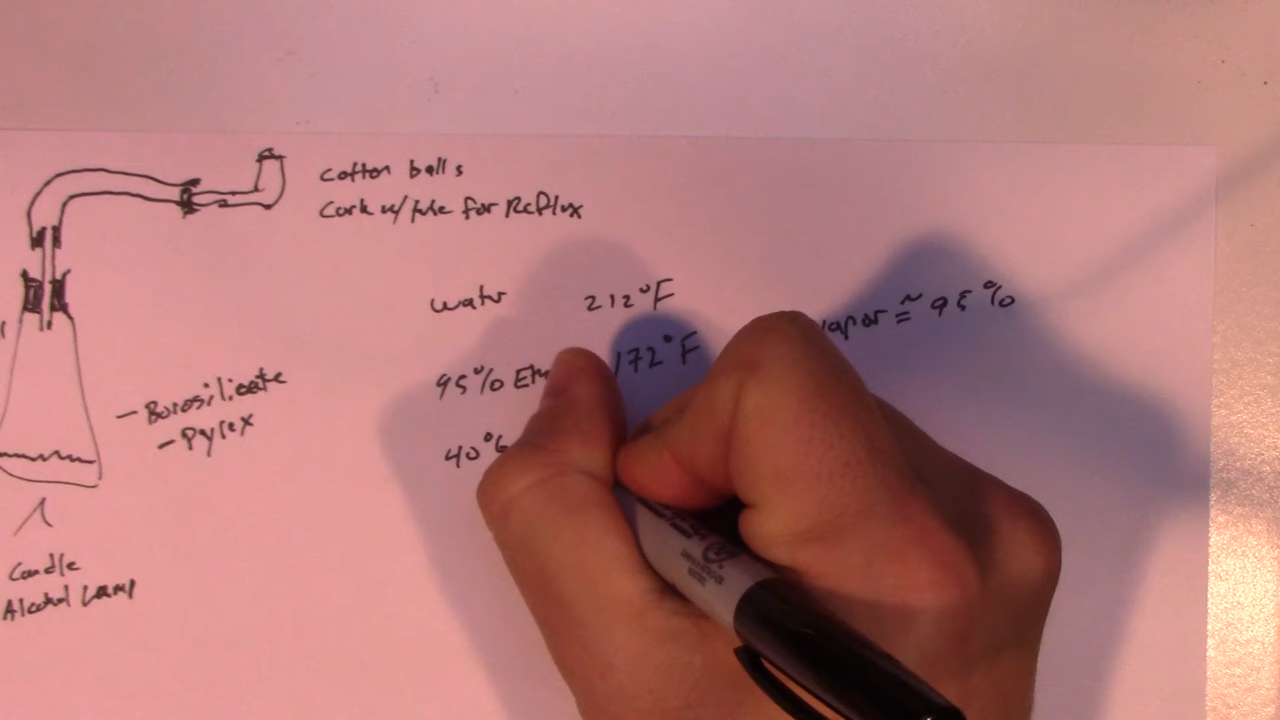 cotton balls
Cork w/ tube for Reflux
water 212°F
vapor ≅ 95%
95% Eth 172°F
40%
- Borosilicate
- Pyrex
Candle
Alcohol Lamp